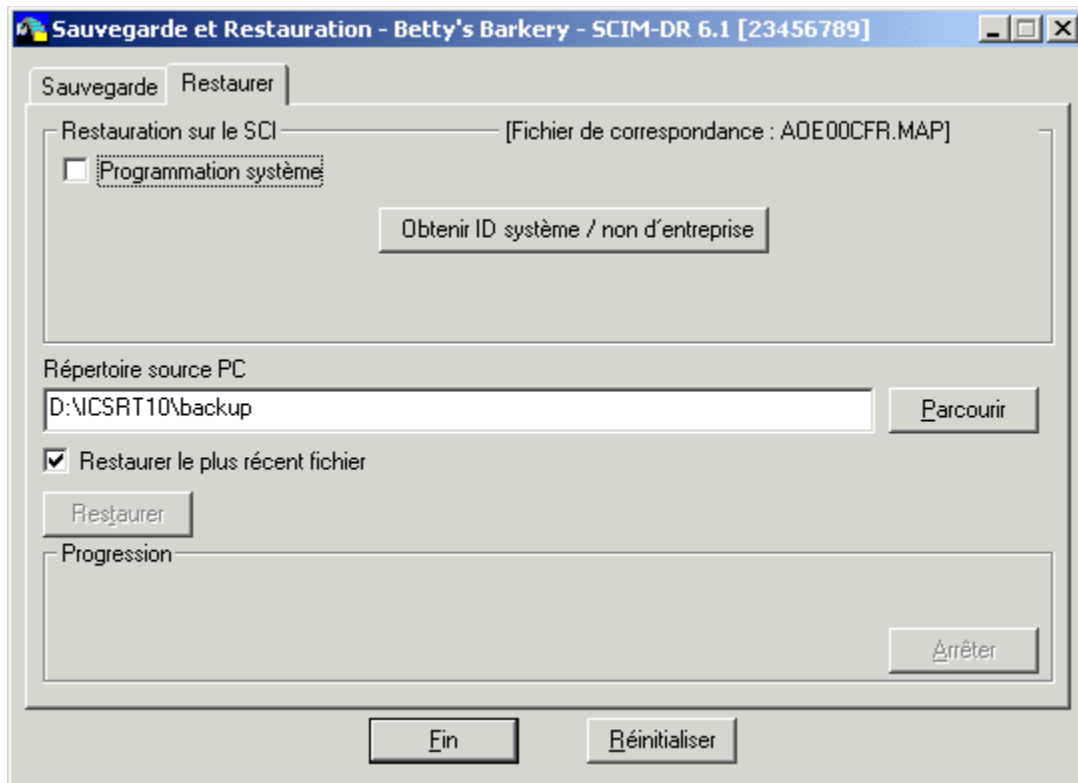 Sauvegarde et Restauration - Betty's Barkery - SCIM-DR 6.1 [23456789]
Sauvegarde Restaurer
Restauration sur le SCI [Fichier de correspondance : A0E00CFR.MAP]
Programmation système
Obtenir ID système / non d'entreprise
Répertoire source PC
D:\ICSRT10\backup Parcourir
Restaurer le plus récent fichier
Restaurer
Progression
Arrêter
Fin Réinitialiser